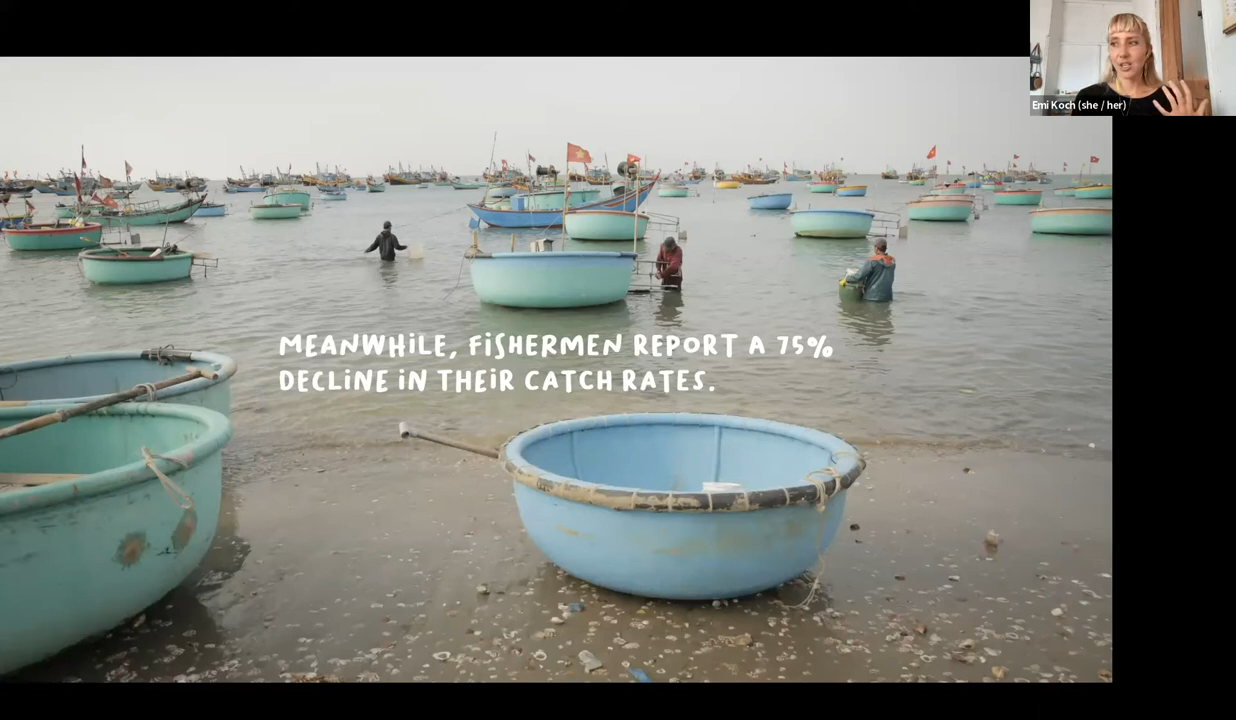 Emi Koch (she / her)
MEANWHILE, FISHERMEN REPORT A 75%
DECLINE IN THEIR CATCH RATES.